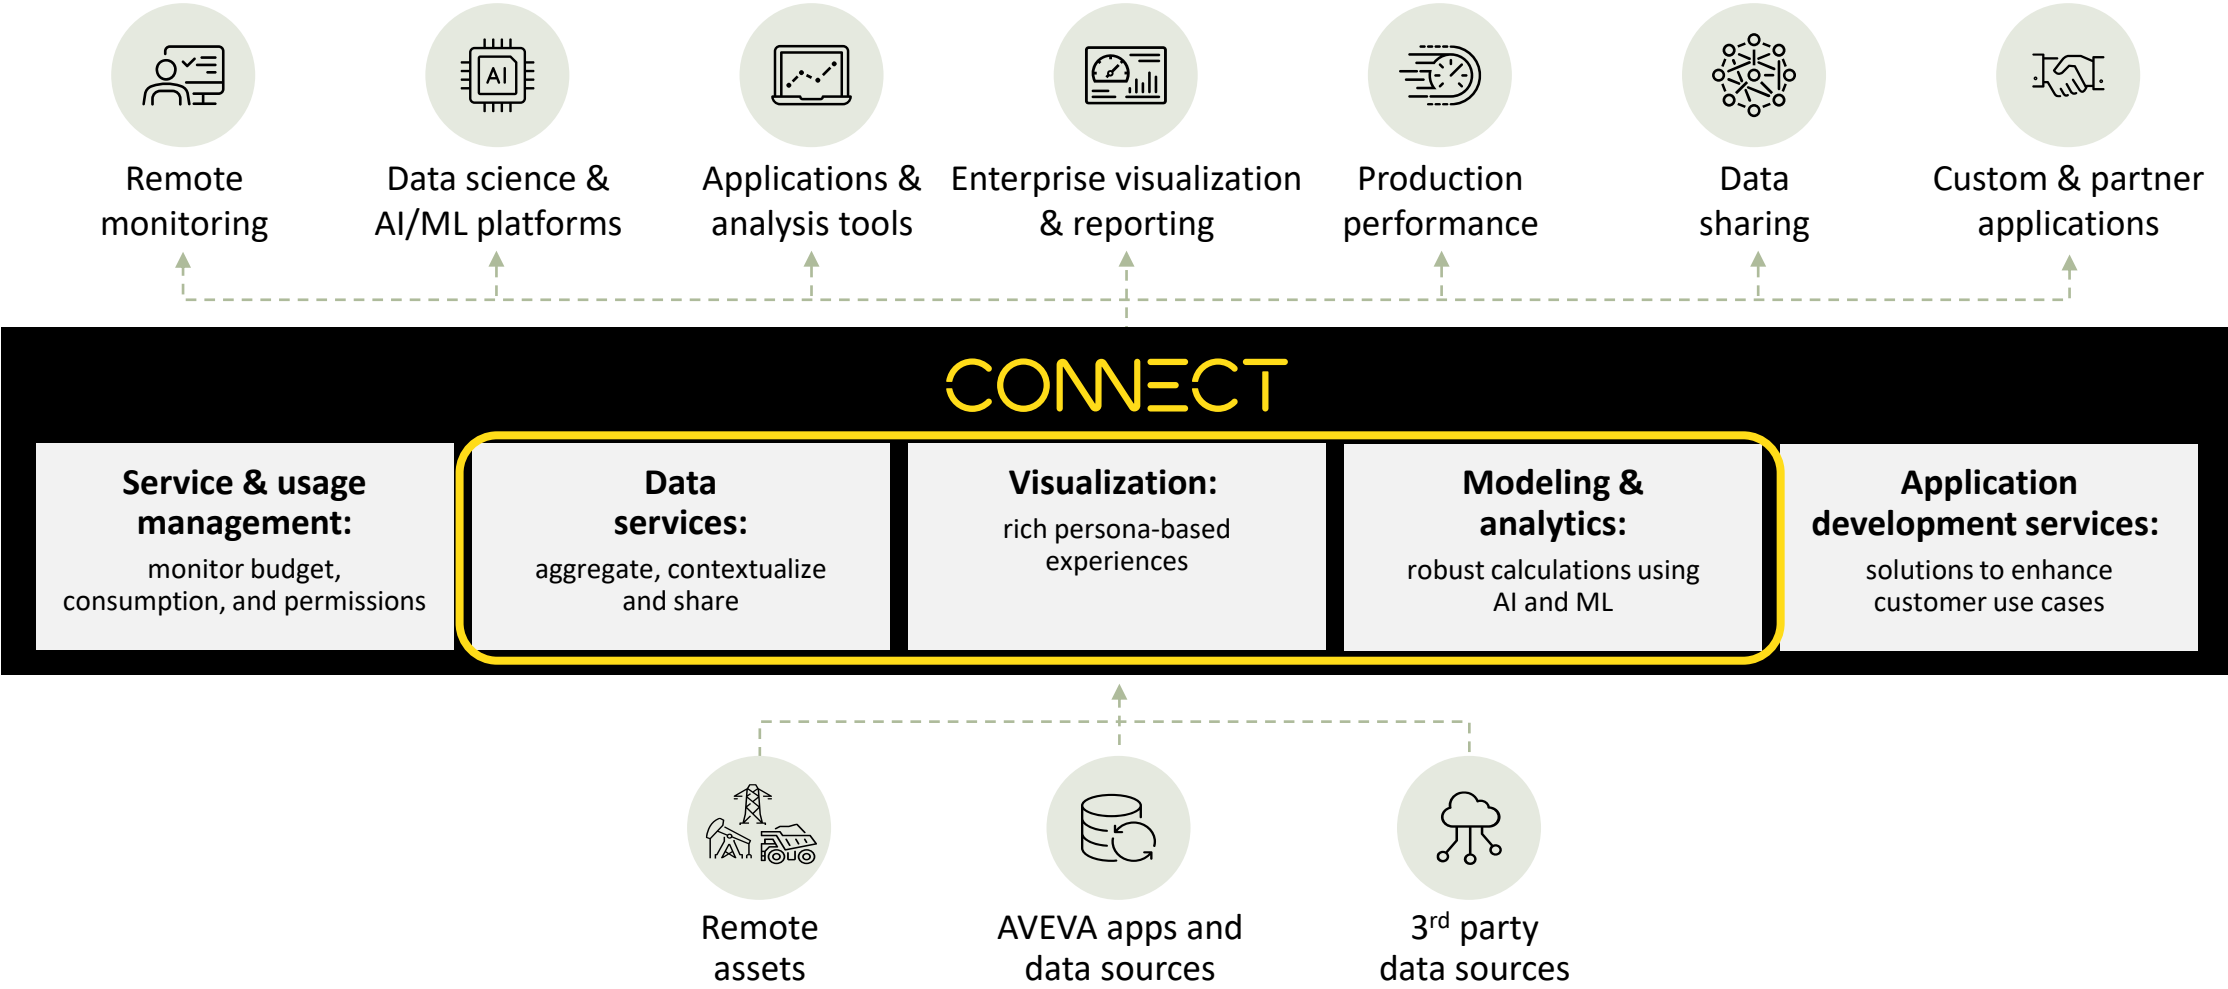 AI
Remote
monitoring
Data science &
AI/ML platforms
Applications &
analysis tools
Enterprise visualization
& reporting
Production
performance
Data
sharing
Custom & partner
applications
CONNECT
Service & usage
management:
monitor budget,
consumption, and permissions
Data
services:
aggregate, contextualize
and share
Visualization:
rich persona-based
experiences
Modeling &
analytics:
robust calculations using
AI and ML
Application
development services:
solutions to enhance
customer use cases
Remote
assets
AVEVA apps and
data sources
3rd party
data sources